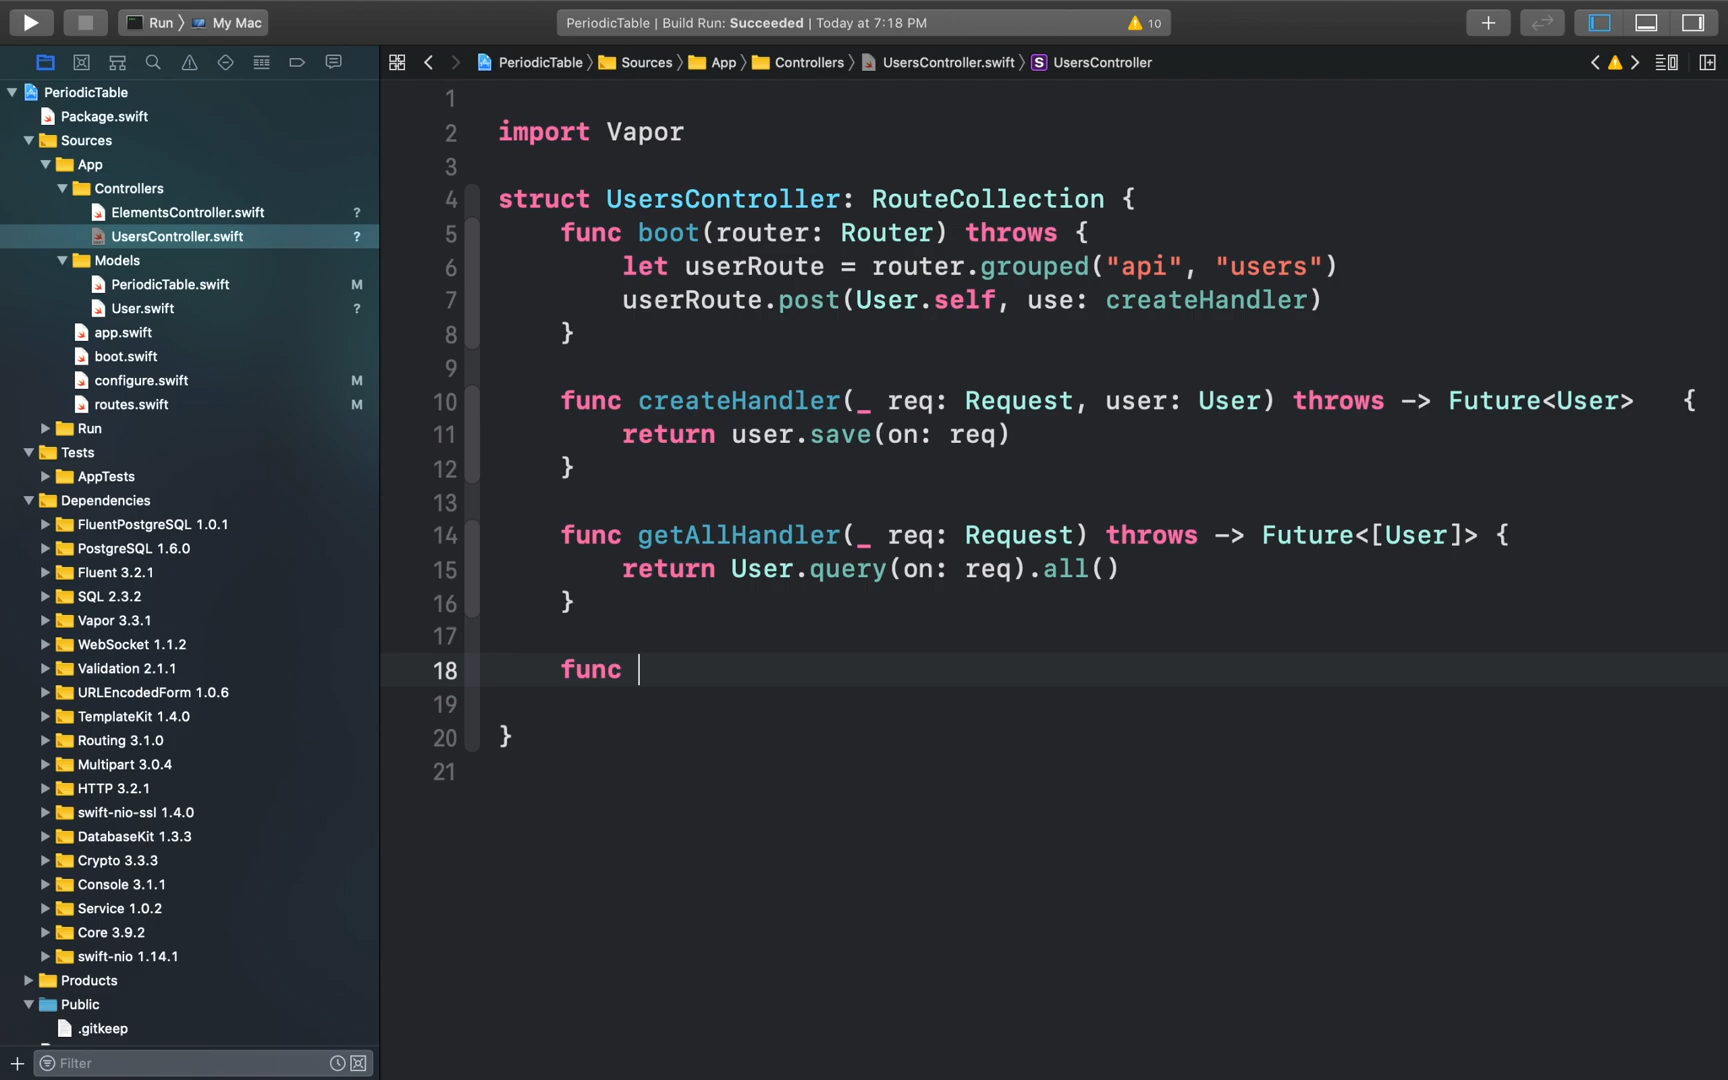 Run My Mac
PeriodicTable | Build Run: Succeeded | Today at 7:18 PM
10
PeriodicTable Sources App Controllers UsersController.swift S UsersController
PeriodicTable
Package.swift
Sources
App
Controllers
ElementsController.swift ?
UsersController.swift ?
Models
PeriodicTable.swift M
User.swift ?
app.swift
boot.swift
configure.swift M
routes.swift M
Run
Tests
AppTests
Dependencies
FluentPostgreSQL 1.0.1
PostgreSQL 1.6.0
Fluent 3.2.1
SQL 2.3.2
Vapor 3.3.1
WebSocket 1.1.2
Validation 2.1.1
URLEncodedForm 1.0.6
TemplateKit 1.4.0
Routing 3.1.0
Multipart 3.0.4
HTTP 3.2.1
swift-nio-ssl 1.4.0
DatabaseKit 1.3.3
Crypto 3.3.3
Console 3.1.1
Service 1.0.2
Core 3.9.2
swift-nio 1.14.1
Products
Public
.gitkeep
Filter
1
2 import Vapor
3
4 struct UsersController: RouteCollection {
5 func boot(router: Router) throws {
6 let userRoute = router.grouped("api", "users")
7 userRoute.post(User.self, use: createHandler)
8 }
9
10 func createHandler(_ req: Request, user: User) throws -> Future<User> {
11 return user.save(on: req)
12 }
13
14 func getAllHandler(_ req: Request) throws -> Future<[User]> {
15 return User.query(on: req).all()
16 }
17
18 func
19
20 }
21